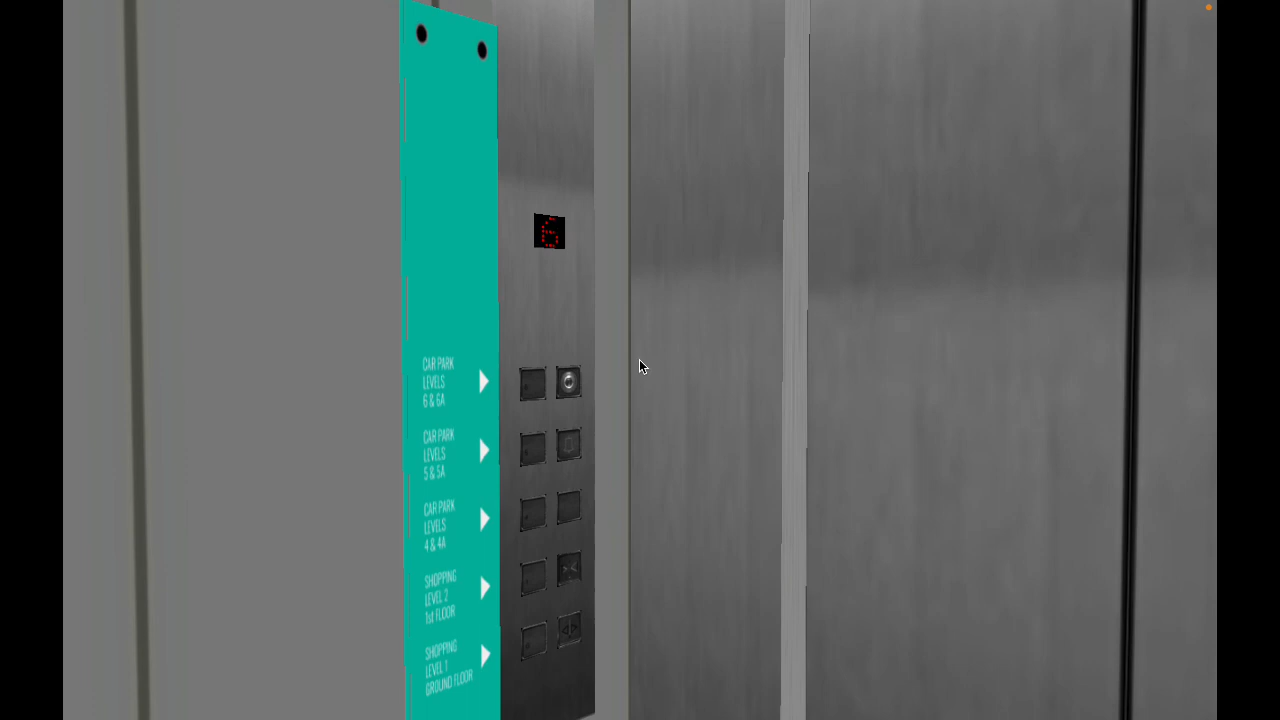 6
CAR PARK
LEVELS
6 & 6A
CAR PARK
LEVELS
5 & 5A
CAR PARK
LEVELS
4 & 4A
SHOPPING
LEVEL 2
1st FLOOR
SHOPPING
LEVEL 1
GROUND FLOOR